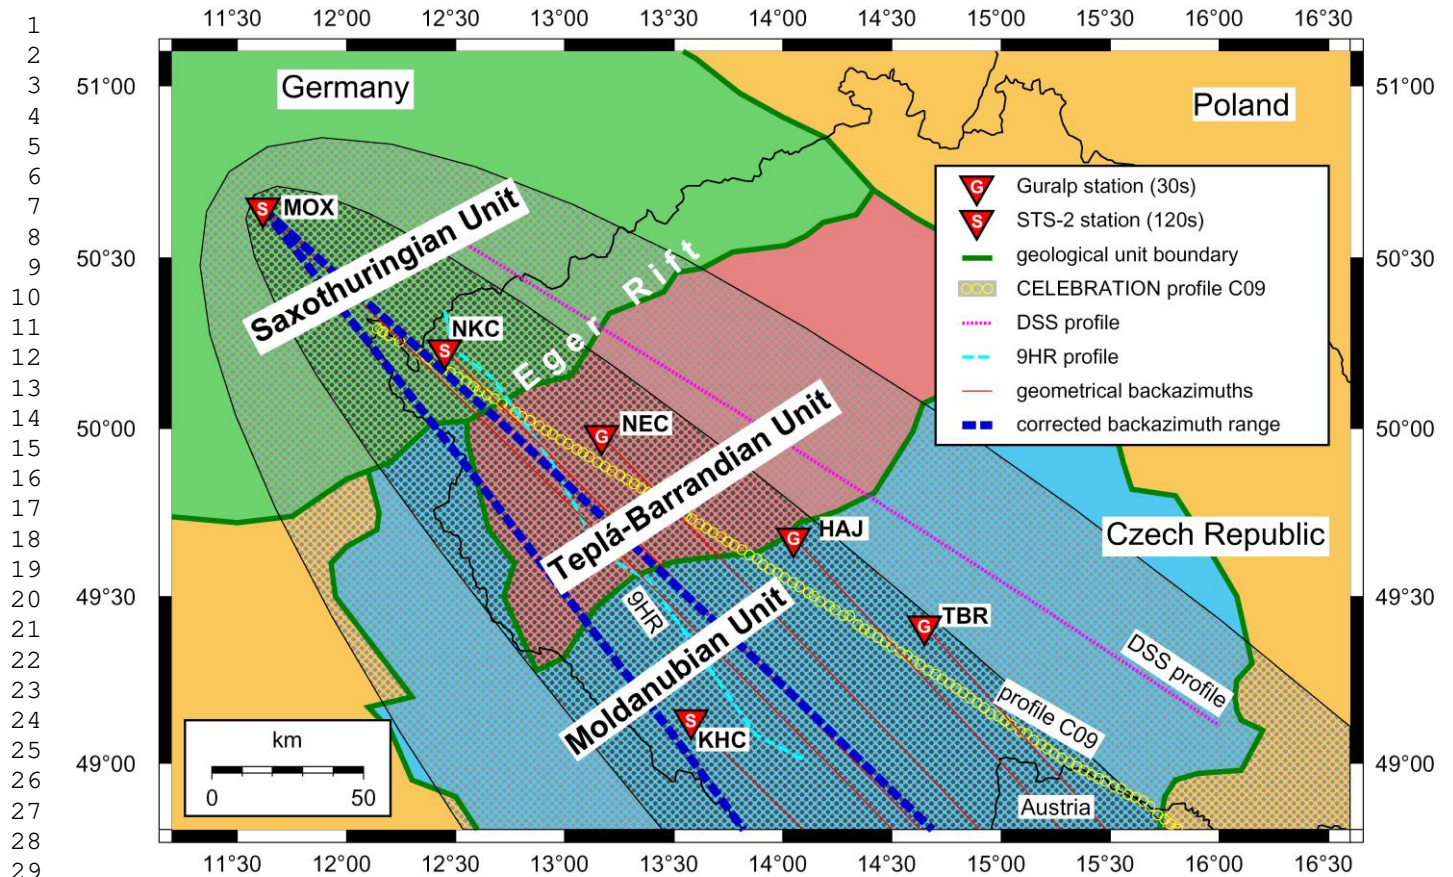 1
2
3
4
5
6
7
8
9
10
11
12
13
14
15
16
17
18
19
20
21
22
23
24
25
26
27
28
29
11°30' 12°00' 12°30' 13°00' 13°30' 14°00' 14°30' 15°00' 15°30' 16°00' 16°30'
51°00'
50°30'
50°00'
49°30'
49°00'
Germany
Poland
MOX
S
Saxothuringian Unit
NKC
S
Eger Rift
NEC
G
Teplá-Barrandian Unit
HAJ
G
Czech Republic
TBR
G
9HR
Moldanubian Unit
S
KHC
profile C09
DSS profile
Austria
G Guralp station (30s)
S STS-2 station (120s)
geological unit boundary
CELEBRATION profile C09
DSS profile
9HR profile
geometrical backazimuths
corrected backazimuth range
km
0 50
51°00'
50°30'
50°00'
49°30'
49°00'
11°30' 12°00' 12°30' 13°00' 13°30' 14°00' 14°30' 15°00' 15°30' 16°00' 16°30'